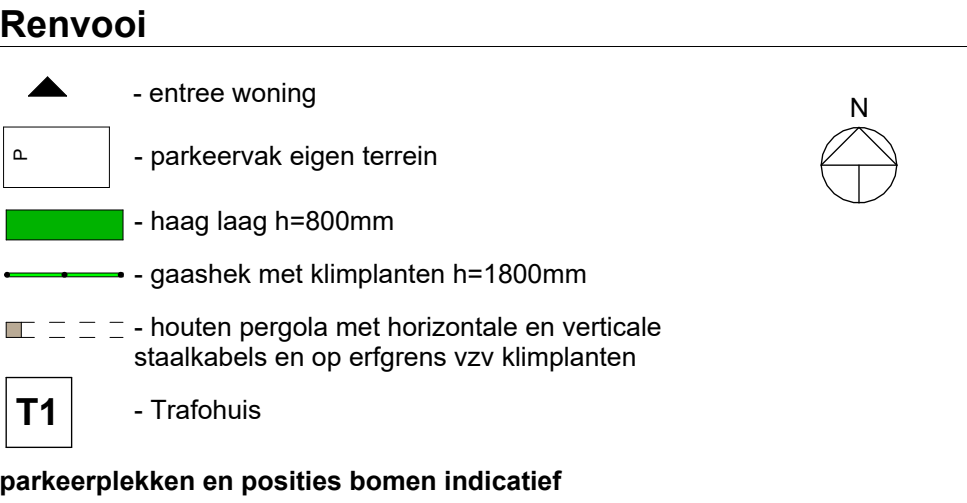 Renvooi
- entree woning
N
P
- parkeervak eigen terrein
- haag laag h=800mm
- gaashek met klimplanten h=1800mm
- houten pergola met horizontale en verticale
staalkabels en op erfgrens vzv klimplanten
T1
- Trafohuis
parkeerplekken en posities bomen indicatief